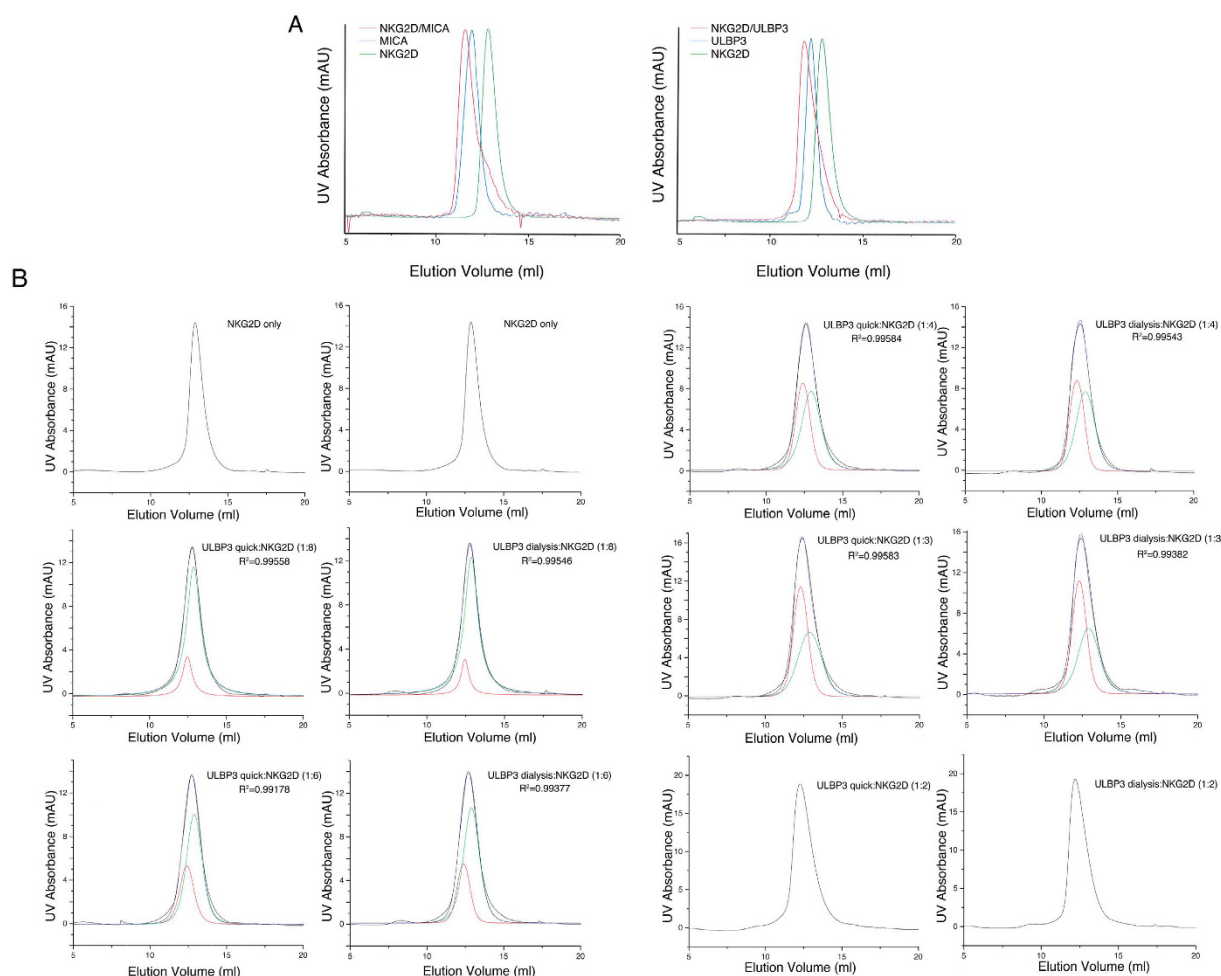 A
NKG2D/MICA
MICA
NKG2D
UV Absorbance (mAU)
5 10 15 20
Elution Volume (ml)
NKG2D/ULBP3
ULBP3
NKG2D
UV Absorbance (mAU)
5 10 15 20
Elution Volume (ml)
B
NKG2D only
UV Absorbance (mAU)
16
12
8
4
0
5 10 15 20
Elution Volume (ml)
NKG2D only
UV Absorbance (mAU)
16
12
8
4
0
5 10 15 20
Elution Volume (ml)
ULBP3 quick:NKG2D (1:4)
R²=0.99584
UV Absorbance (mAU)
16
12
8
4
0
5 10 15 20
Elution Volume (ml)
ULBP3 dialysis:NKG2D (1:4)
R²=0.99543
UV Absorbance (mAU)
16
12
8
4
0
5 10 15 20
Elution Volume (ml)
ULBP3 quick:NKG2D (1:8)
R²=0.99558
UV Absorbance (mAU)
12
8
4
0
5 10 15 20
Elution Volume (ml)
ULBP3 dialysis:NKG2D (1:8)
R²=0.99546
UV Absorbance (mAU)
12
8
4
0
5 10 15 20
Elution Volume (ml)
ULBP3 quick:NKG2D (1:3)
R²=0.99583
UV Absorbance (mAU)
16
12
8
4
0
5 10 15 20
Elution Volume (ml)
ULBP3 dialysis:NKG2D (1:3
R²=0.99382
UV Absorbance (mAU)
16
12
8
4
0
5 10 15 20
Elution Volume (ml)
ULBP3 quick:NKG2D (1:6)
R²=0.99178
UV Absorbance (mAU)
12
8
4
0
5 10 15 20
Elution Volume (ml)
ULBP3 dialysis:NKG2D (1:6)
R²=0.99377
UV Absorbance (mAU)
12
8
4
0
5 10 15 20
Elution Volume (ml)
ULBP3 quick:NKG2D (1:2)
UV Absorbance (mAU)
20
15
10
5
0
5 10 15 20
Elution Volume (ml)
ULBP3 dialysis:NKG2D (1:2)
UV Absorbance (mAU)
20
15
10
5
0
5 10 15 20
Elution Volume (ml)